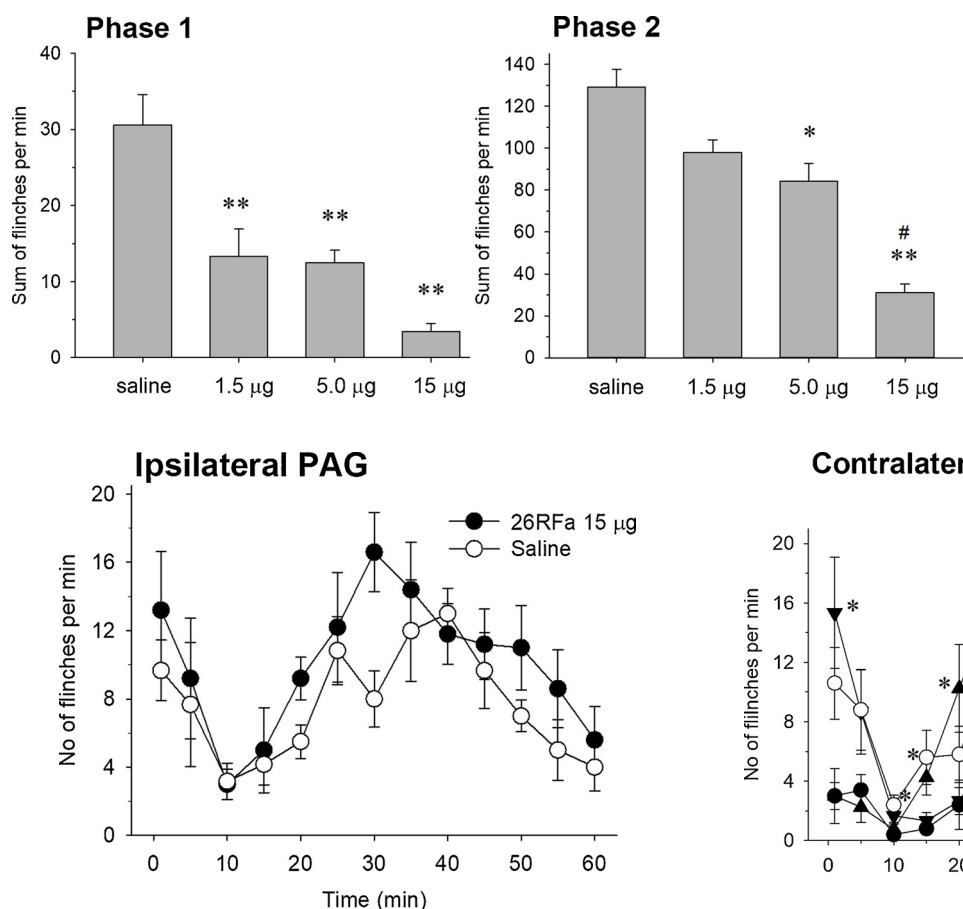 Phase 1
Sum of flinches per min
40
30
20
10
0
**
**
**
saline
1.5 μg
5.0 μg
15 μg
Phase 2
Sum of flinches per min
140
120
100
80
60
40
20
0
*
#
**
saline
1.5 μg
5.0 μg
15 μg
Ipsilateral PAG
No of flinches per min
20
16
12
8
4
0
26RFa 15 μg
Saline
0
10
20
30
40
50
60
Time (min)
Contralater
No of fliinches per min
20
16
12
8
4
0
*
*
*
*
0
10
20